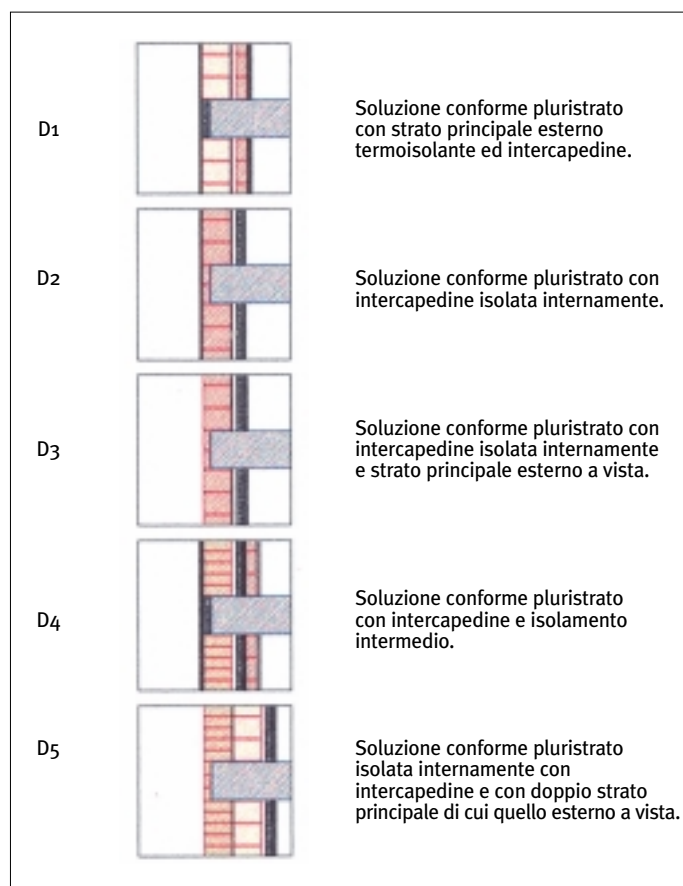 D1
Soluzione conforme pluristrato
con strato principale esterno
termoisolante ed intercapedine.
D2
Soluzione conforme pluristrato con
intercapedine isolata internamente.
D3
Soluzione conforme pluristrato con
intercapedine isolata internamente
e strato principale esterno a vista.
D4
Soluzione conforme pluristrato
con intercapedine e isolamento
intermedio.
D5
Soluzione conforme pluristrato
isolata internamente con
intercapedine e con doppio strato
principale di cui quello esterno a vista.